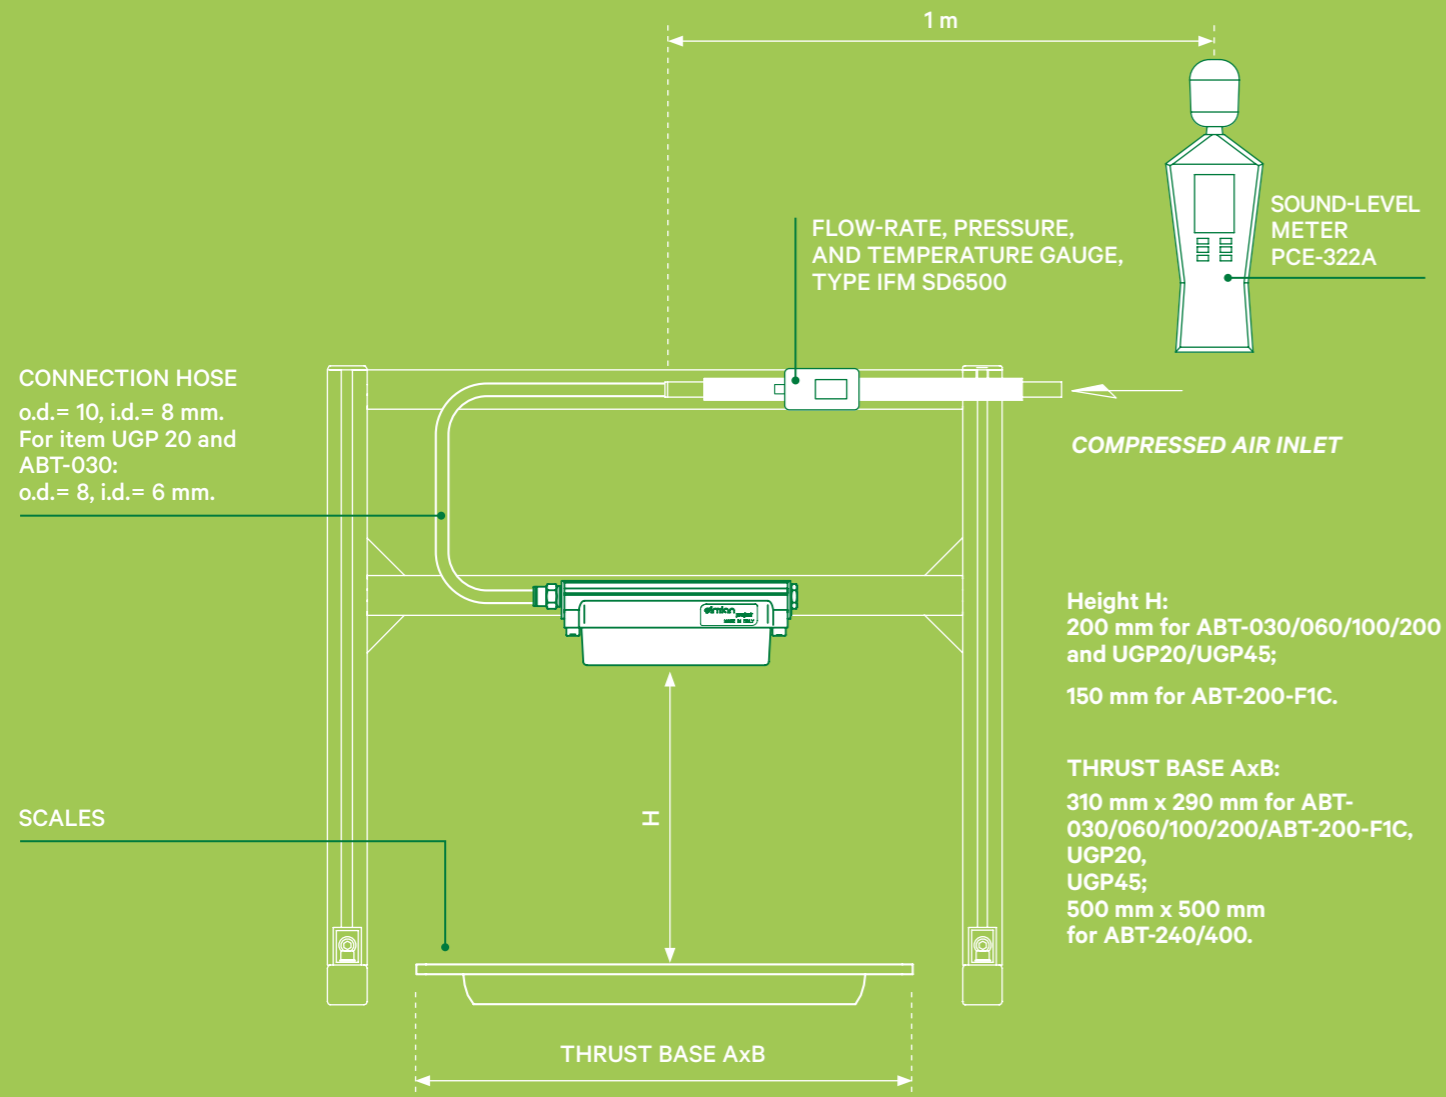 1 m
SOUND-LEVEL
METER
PCE-322A
FLOW-RATE, PRESSURE,
AND TEMPERATURE GAUGE,
TYPE IFM SD6500
CONNECTION HOSE
o.d.= 10, i.d.= 8 mm.
For item UGP 20 and
ABT-030:
o.d.= 8, i.d.= 6 mm.
COMPRESSED AIR INLET
project
MADE IN ITALY
Height H:
200 mm for ABT-030/060/100/200
and UGP20/UGP45;
150 mm for ABT-200-F1C.
THRUST BASE AxB:
310 mm x 290 mm for ABT-
030/060/100/200/ABT-200-F1C,
UGP20,
UGP45;
500 mm x 500 mm
for ABT-240/400.
H
SCALES
THRUST BASE AxB